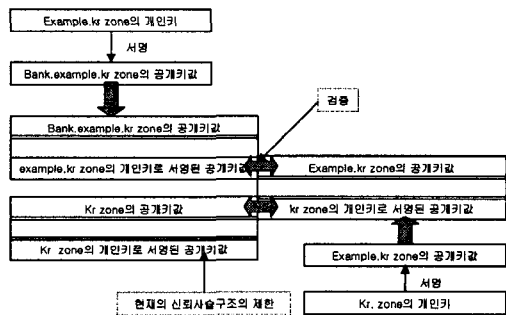 Example.kr zone의 개인키
서명
Bank.example.kr zone의 공개키값
검증
Bank.example.kr zone의 공개키값
example.kr zone의 개인키로 서명된 공개키값
Example.kr zone의 공개키값
Kr zone의 공개키값
kr zone의 개인키로 서명된 공개키값
Kr zone의 개인키로 서명된 공개키값
Example.kr zone의 공개키값
서명
현재의 신뢰사슬구조의 제한
Kr. zone의 개인카